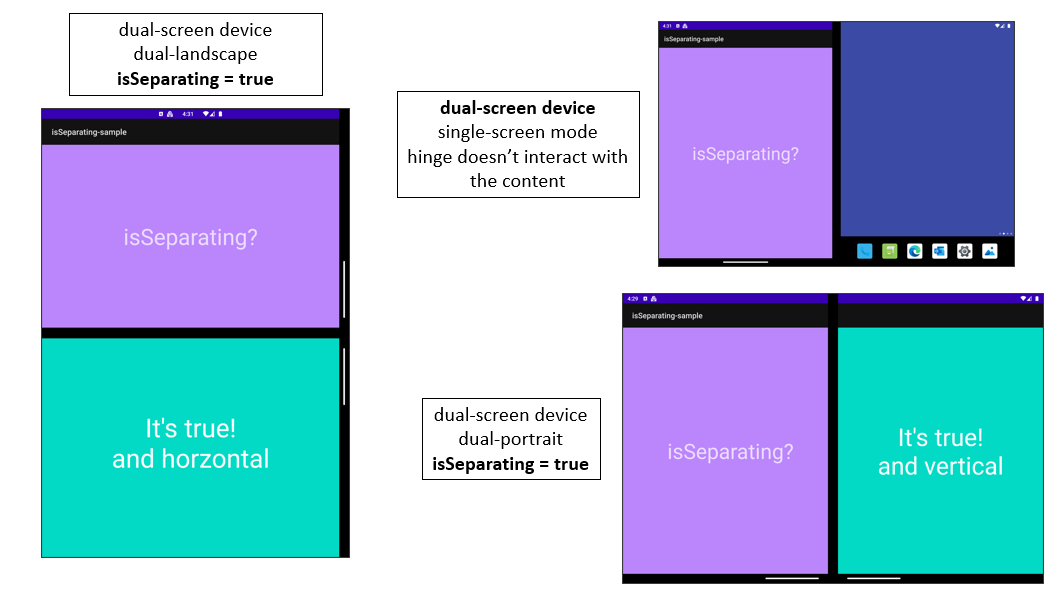 dual-screen device
dual-landscape
isSeparating = true
4:31
isSeparating-sample
isSeparating?
It's true!
and horzontal
dual-screen device
single-screen mode
hinge doesn’t interact with
the content
4:31
isSeparating-sample
isSeparating?
dual-screen device
dual-portrait
isSeparating = true
4:29
isSeparating-sample
isSeparating?
It's true!
and vertical